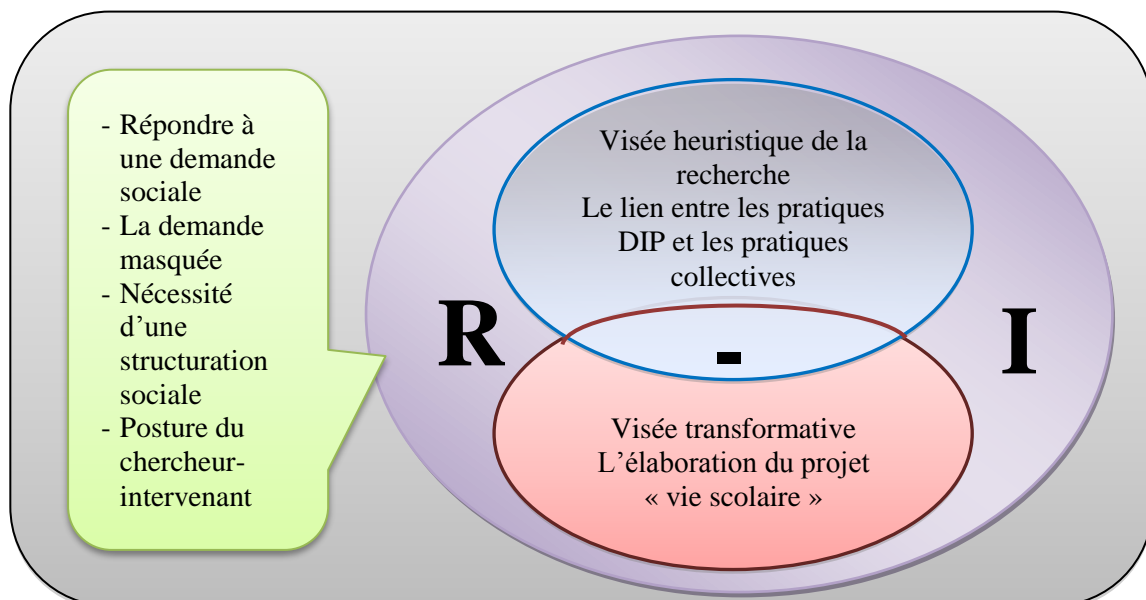 - Répondre à
une demande
sociale
- La demande
masquée
- Nécessité
d’une
structuration
sociale
- Posture du
chercheur-
intervenant
Visée heuristique de la
recherche
Le lien entre les pratiques
DIP et les pratiques
collectives
R - I
Visée transformative
L’élaboration du projet
« vie scolaire »